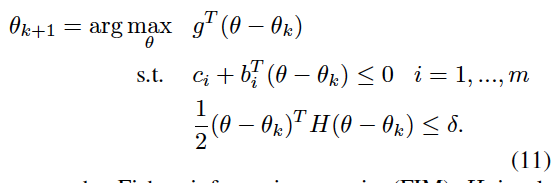 θ_{k+1} = arg max_θ g^T(θ − θ_k)
s.t. c_i + b_i^T(θ − θ_k) ≤ 0 i = 1, ..., m
1/2(θ − θ_k)^T H(θ − θ_k) ≤ δ.
(11)